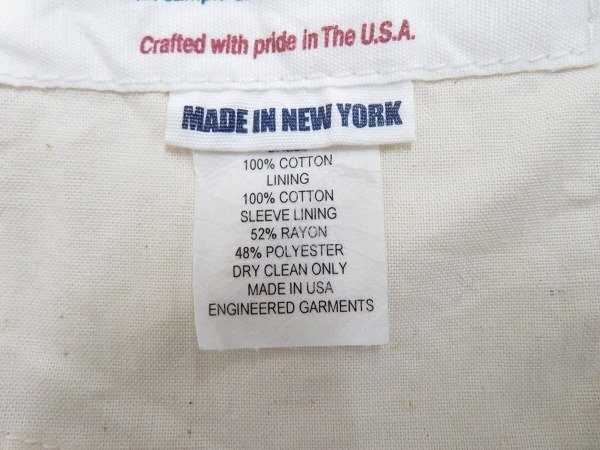 Crafted with pride in The U.S.A.
MADE IN NEW YORK
100% COTTON
LINING
100% COTTON
SLEEVE LINING
52% RAYON
48% POLYESTER
DRY CLEAN ONLY
MADE IN USA
ENGINEERED GARMENTS